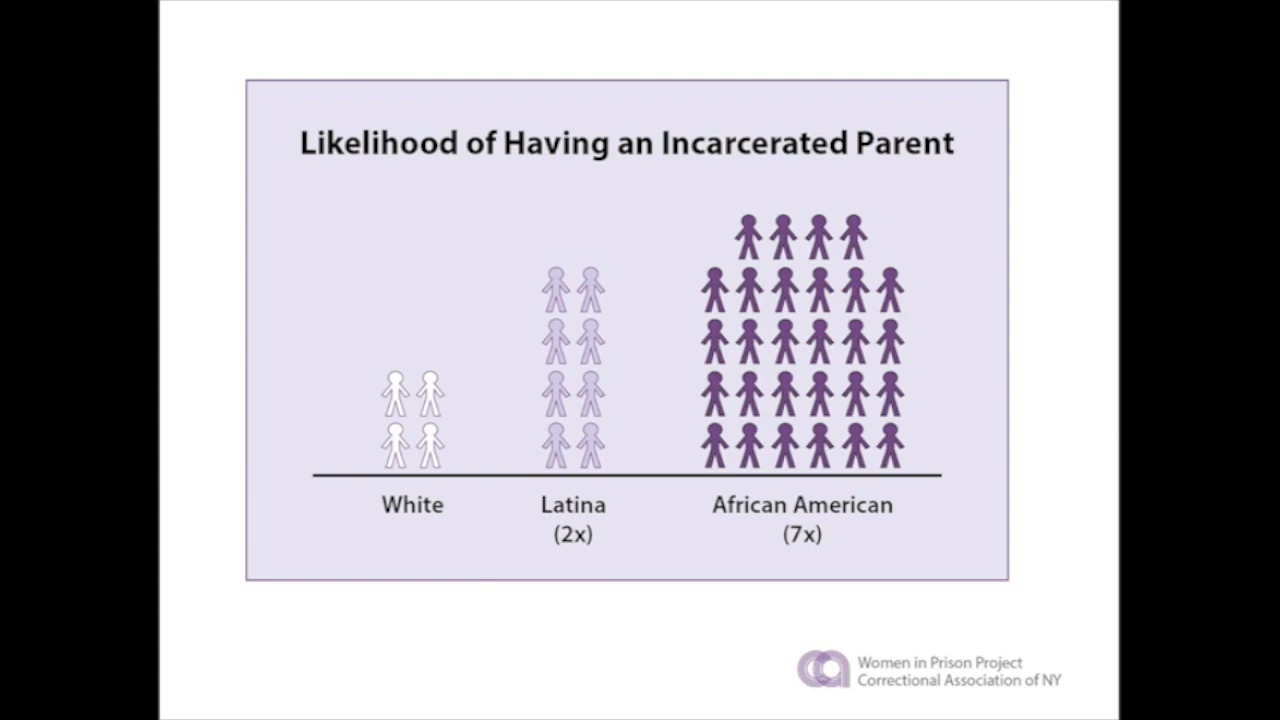 Likelihood of Having an Incarcerated Parent
White
Latina
(2x)
African American
(7x)
Women in Prison Project
Correctional Association of NY